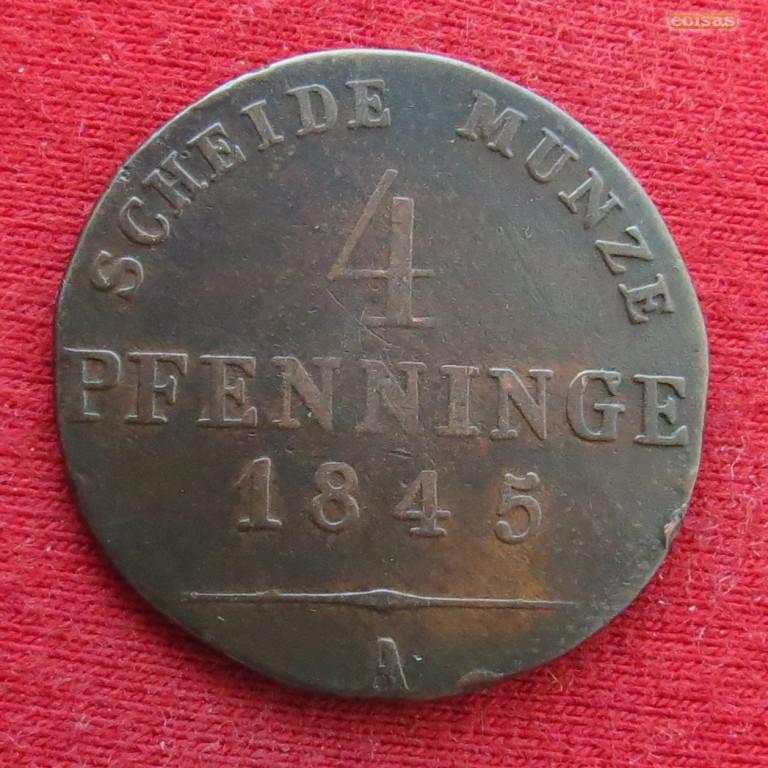 coisas
SCHEIDE MUNZE
4
PFENNINGE
1845
A